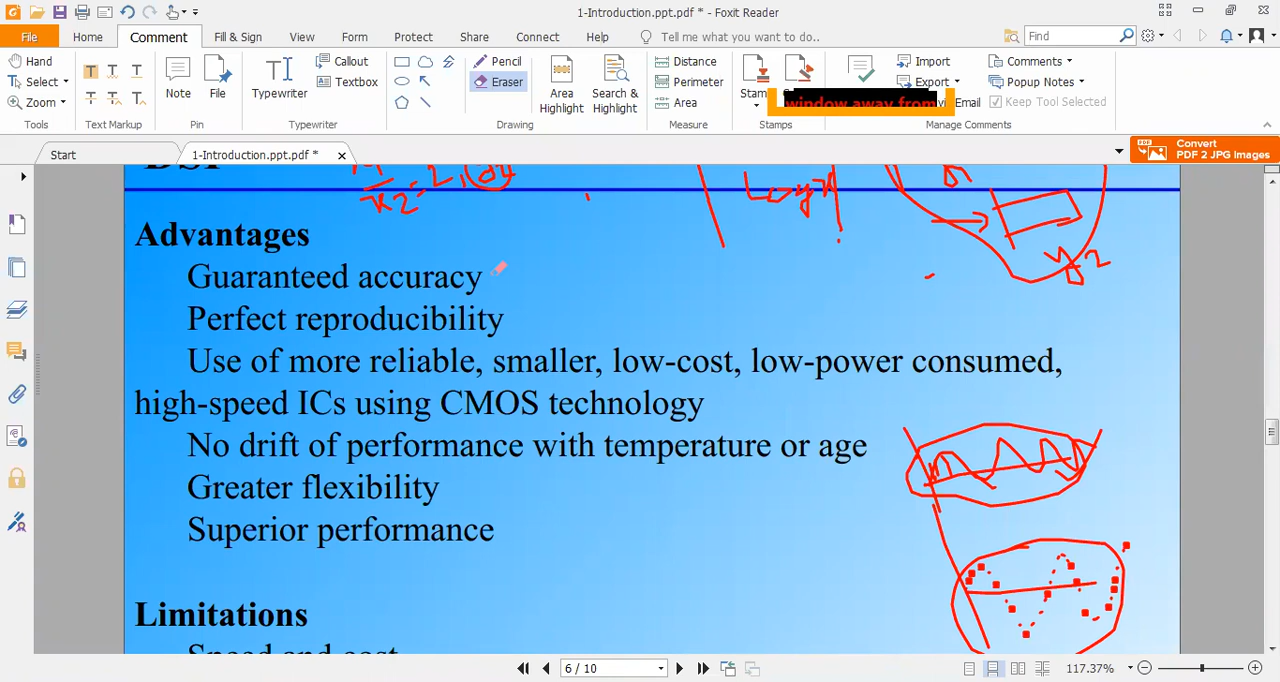 1-Introduction.ppt.pdf * - Foxit Reader
File Home Comment Fill & Sign View Form Protect Share Connect Help Tell me what you want to do.. Find
Hand
Select
Zoom
Tools
Text Markup
Note
File
Pin
Typewriter
Callout
Textbox
Typewriter
Pencil
Eraser
Drawing
Area Highlight
Search & Highlight
Distance
Perimeter
Area
Measure
window away from
Stamps
Import
Export
Email
Comments
Popup Notes
Keep Tool Selected
Manage Comments
Start
1-Introduction.ppt.pdf *
Convert
PDF 2 JPG Images
Advantages
Guaranteed accuracy
Perfect reproducibility
Use of more reliable, smaller, low-cost, low-power consumed,
high-speed ICs using CMOS technology
No drift of performance with temperature or age
Greater flexibility
Superior performance
Limitations
Speed and cost
6 / 10
117.37%